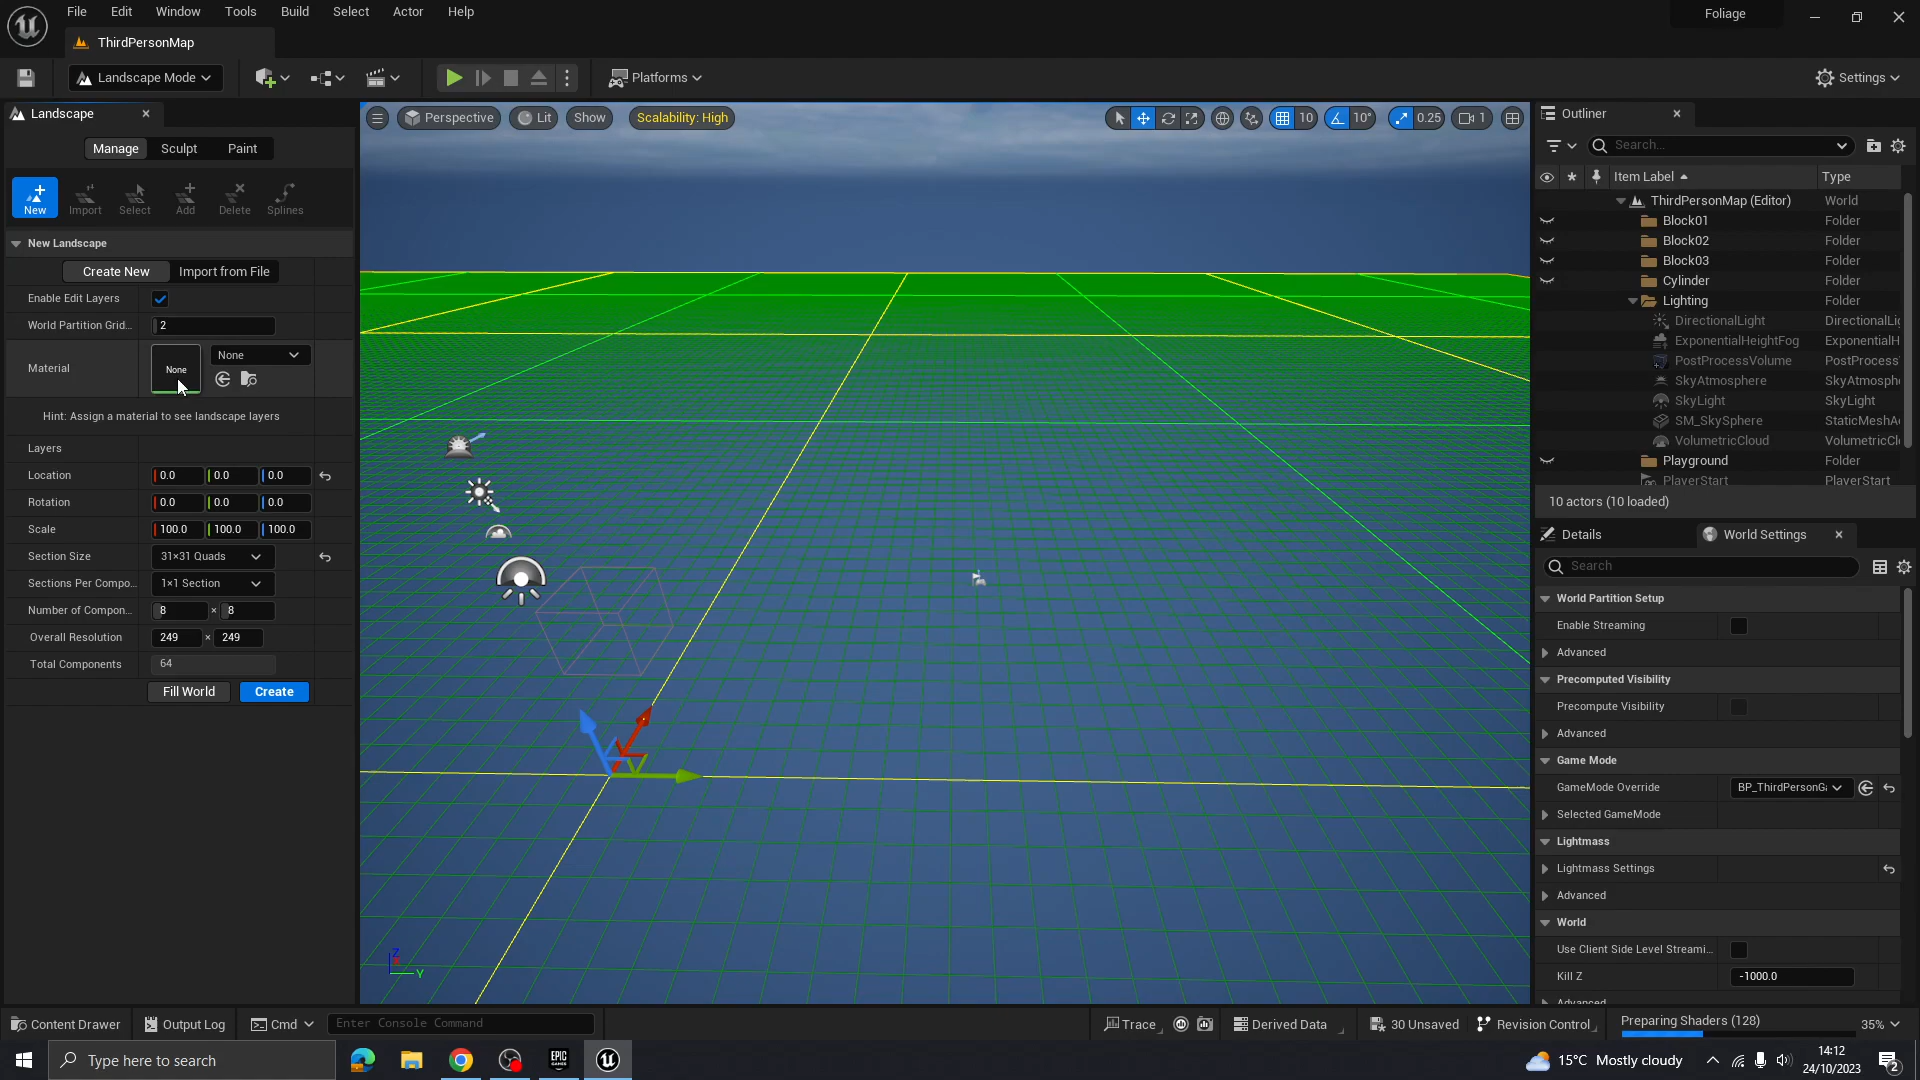 File Edit Window Tools Build Select Actor Help
Foliage
ThirdPersonMap
Landscape Mode
Platforms
Settings
Landscape
Manage Sculpt Paint
New Import Select Add Delete Splines
New Landscape
Create New Import from File
Enable Edit Layers
World Partition Grid... 2
Material None None
Hint: Assign a material to see landscape layers
Layers
Location 0.0 0.0 0.0
Rotation 0.0 0.0 0.0
Scale 100.0 100.0 100.0
Section Size 31×31 Quads
Sections Per Compo... 1×1 Section
Number of Compon... 8 × 8
Overall Resolution 249 × 249
Total Components 64
Fill World Create
Perspective Lit Show Scalability: High
10 10° 0.25 1
Z
Y
Outliner
Search...
Item Label Type
ThirdPersonMap (Editor) World
Block01 Folder
Block02 Folder
Block03 Folder
Cylinder Folder
Lighting Folder
DirectionalLight DirectionalLi
ExponentialHeightFog ExponentialH
PostProcessVolume PostProcess
SkyAtmosphere SkyAtmosph
SkyLight SkyLight
SM_SkySphere StaticMeshA
VolumetricCloud VolumetricCl
Playground Folder
PlayerStart PlayerStart
10 actors (10 loaded)
Details World Settings
Search
World Partition Setup
Enable Streaming
Advanced
Precomputed Visibility
Precompute Visibility
Advanced
Game Mode
GameMode Override BP_ThirdPersonGa
Selected GameMode
Lightmass
Lightmass Settings
Advanced
World
Use Client Side Level Streami...
Kill Z -1000.0
Advanced
Content Drawer Output Log Cmd Enter Console Command
Trace Derived Data 30 Unsaved Revision Control Preparing Shaders (128) 35%
Type here to search
EPIC GAMES
15°C Mostly cloudy
14:12
24/10/2023
2